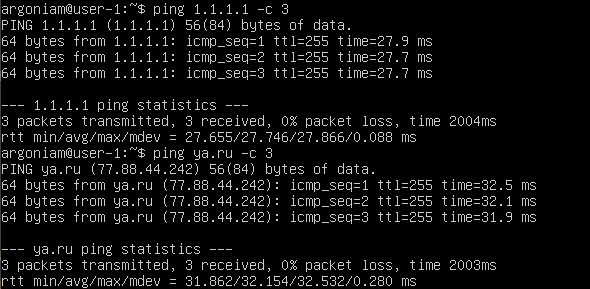 argoniam@user-1:~$ ping 1.1.1.1 -c 3
PING 1.1.1.1 (1.1.1.1) 56(84) bytes of data.
64 bytes from 1.1.1.1: icmp_seq=1 ttl=255 time=27.9 ms
64 bytes from 1.1.1.1: icmp_seq=2 ttl=255 time=27.7 ms
64 bytes from 1.1.1.1: icmp_seq=3 ttl=255 time=27.7 ms

--- 1.1.1.1 ping statistics ---
3 packets transmitted, 3 received, 0% packet loss, time 2004ms
rtt min/avg/max/mdev = 27.655/27.746/27.866/0.088 ms
argoniam@user-1:~$ ping ya.ru -c 3
PING ya.ru (77.88.44.242) 56(84) bytes of data.
64 bytes from ya.ru (77.88.44.242): icmp_seq=1 ttl=255 time=32.5 ms
64 bytes from ya.ru (77.88.44.242): icmp_seq=2 ttl=255 time=32.1 ms
64 bytes from ya.ru (77.88.44.242): icmp_seq=3 ttl=255 time=31.9 ms

--- ya.ru ping statistics ---
3 packets transmitted, 3 received, 0% packet loss, time 2003ms
rtt min/avg/max/mdev = 31.862/32.154/32.532/0.280 ms